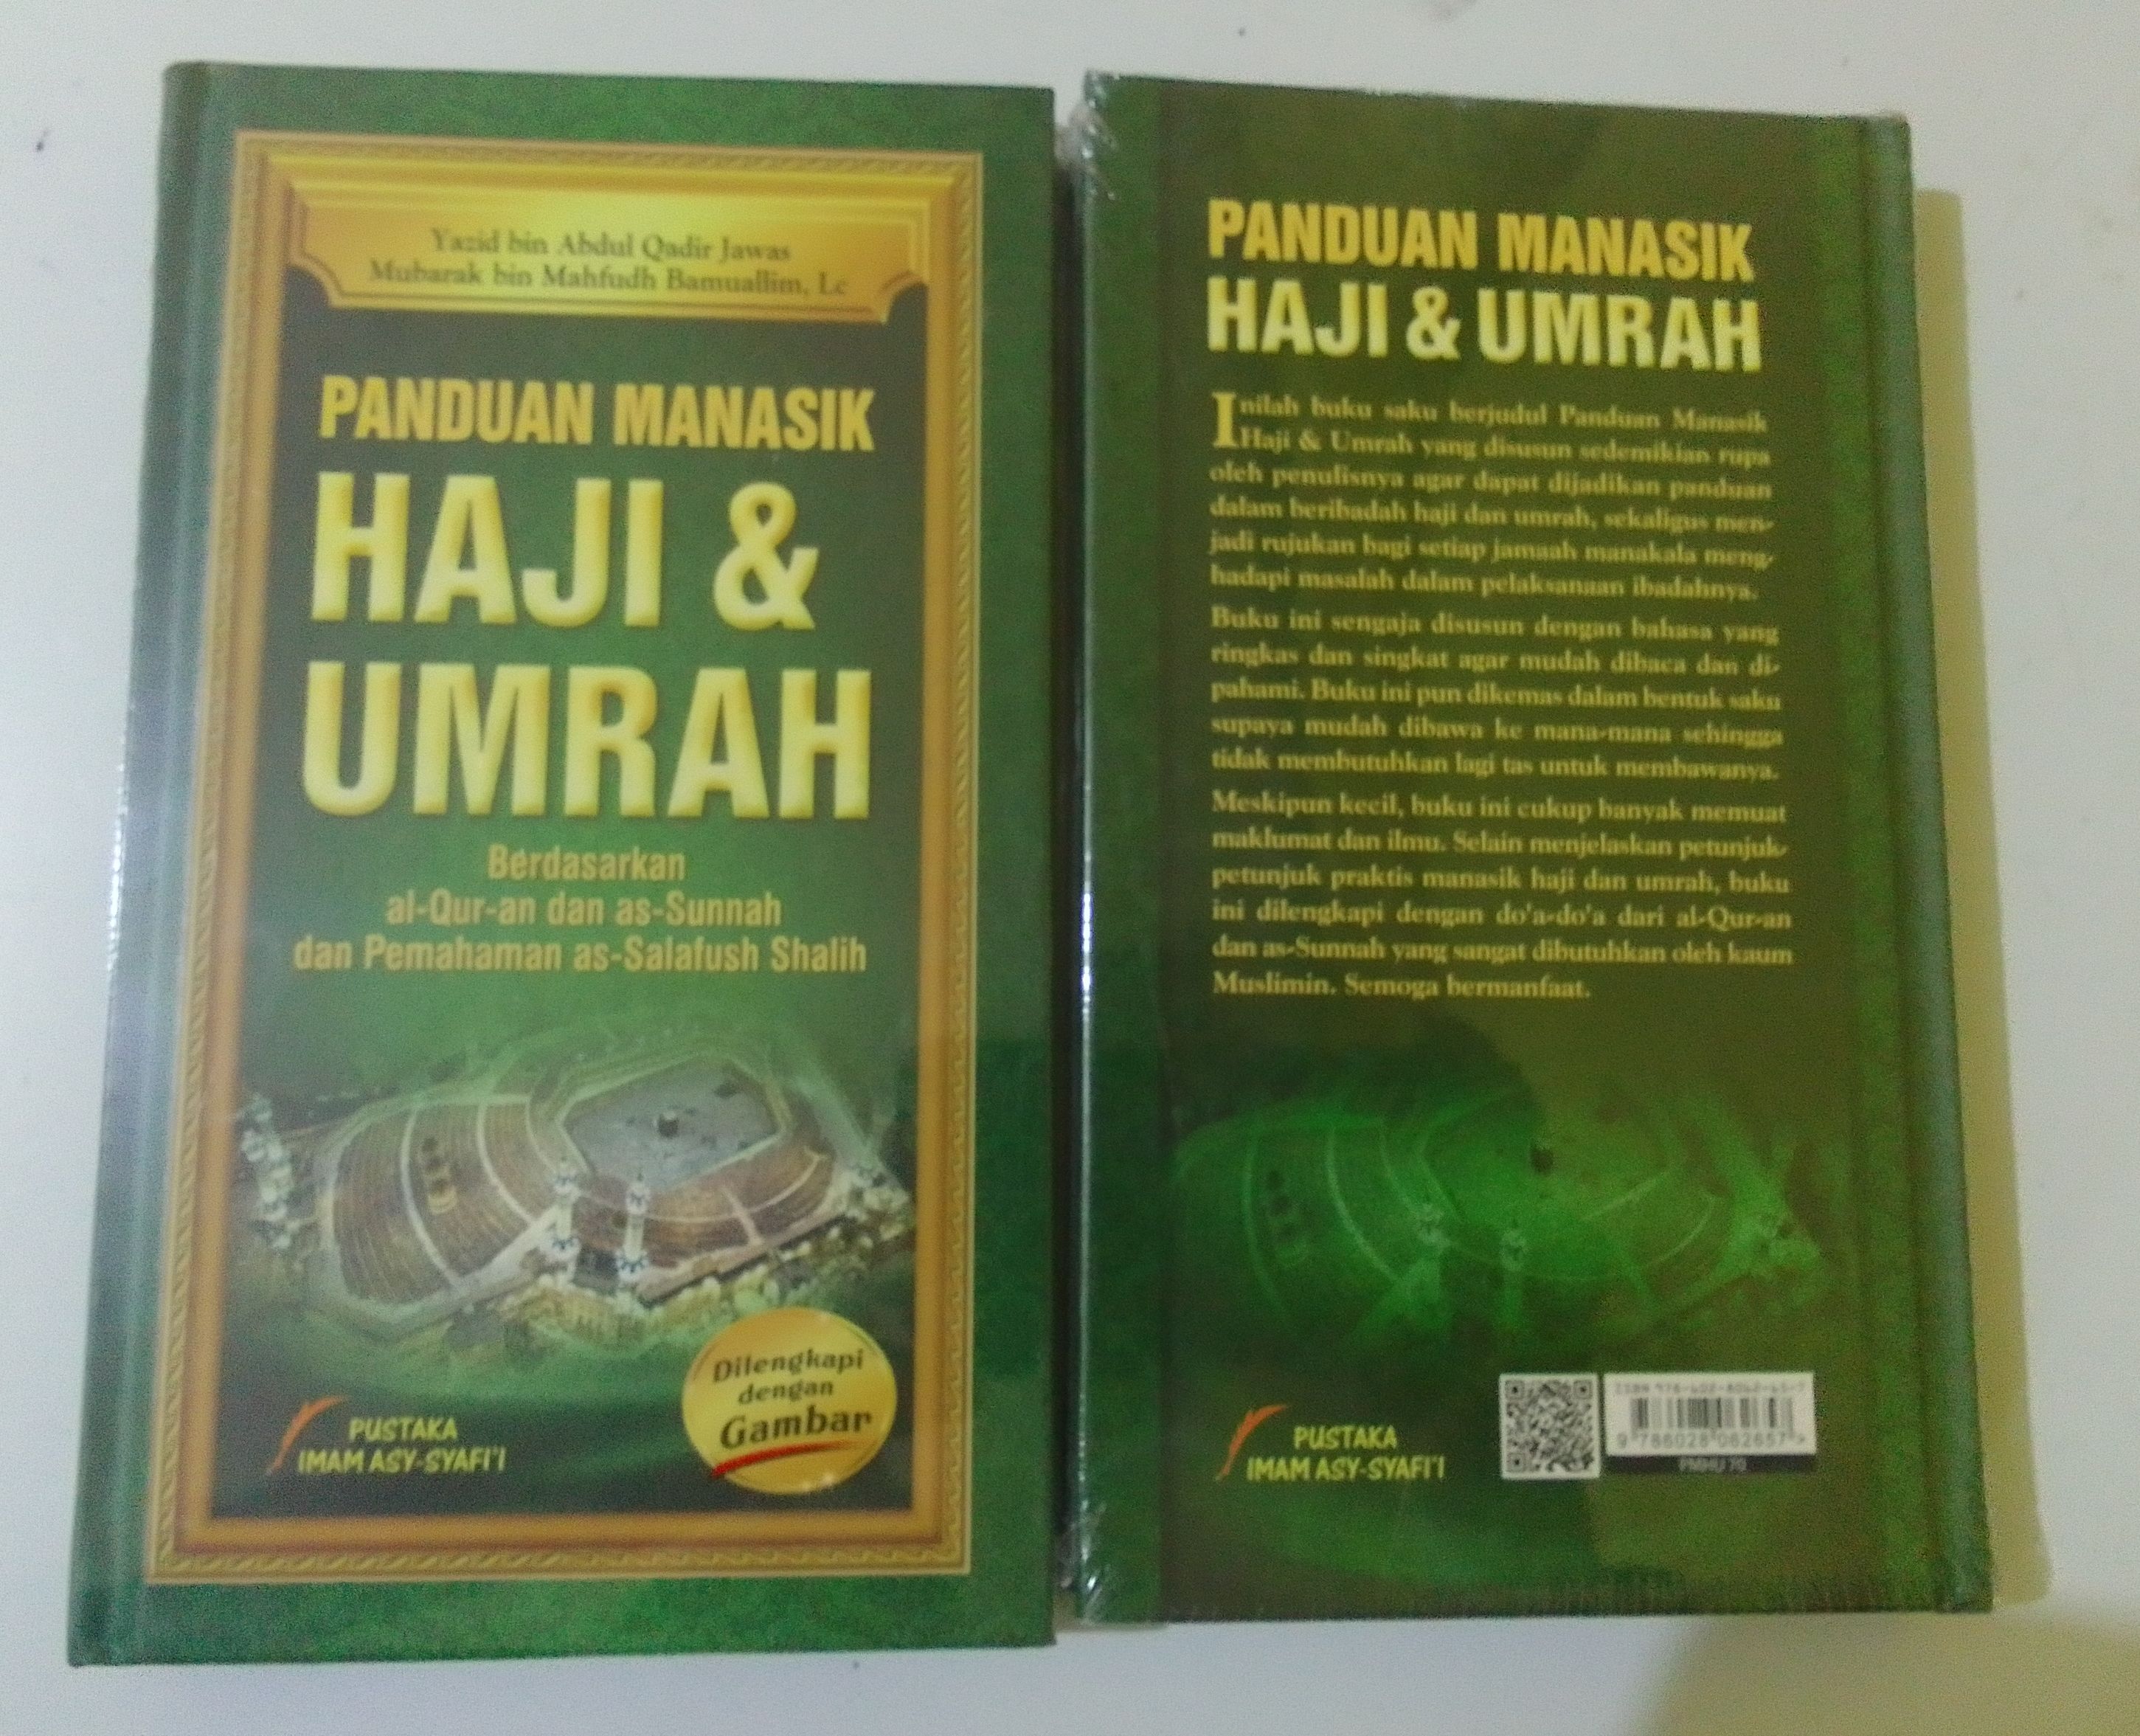 Yazid bin Abdul Qadir Jawas
Mubarak bin Mahfudh Bamuallim, Lc
PANDUAN MANASIK
HAJI &
UMRAH
Berdasarkan
al-Qur-an dan as-Sunnah
dan Pemahaman as-Salafush Shalih
Dilengkapi
dengan
Gambar
PUSTAKA
IMAM ASY-SYAFI'I
PANDUAN MANASIK
HAJI & UMRAH
Inilah buku saku berjudul Panduan Manasik
Haji & Umrah yang disusun sedemikian rupa
oleh penulisnya agar dapat dijadikan panduan
dalam beribadah haji dan umrah, sekaligus men-
jadi rujukan bagi setiap jamaah manakala meng-
hadapi masalah dalam pelaksanaan ibadahnya.
Buku ini sengaja disusun dengan bahasa yang
ringkas dan singkat agar mudah dibaca dan di-
pahami. Buku ini pun dikemas dalam bentuk saku
supaya mudah dibawa ke mana-mana sehingga
tidak membutuhkan lagi tas untuk membawanya.
Meskipun kecil, buku ini cukup banyak memuat
maklumat dan ilmu. Selain menjelaskan petunjuk-
petunjuk praktis manasik haji dan umrah, buku
ini dilengkapi dengan do'a-do'a dari al-Qur-an
dan as-Sunnah yang sangat dibutuhkan oleh kaum
Muslimin. Semoga bermanfaat.
PUSTAKA
IMAM ASY-SYAFI'I
ISBN 978-602-8062-65-7
9 786028 062657 >